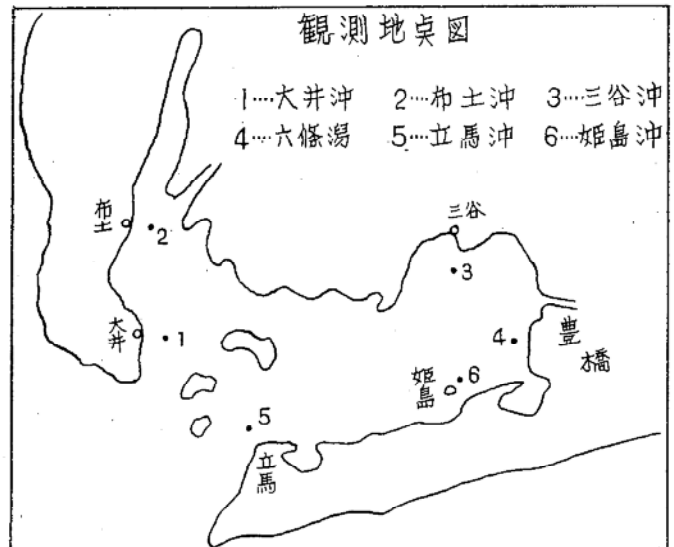 観測地点図
1…大井沖 2…布土沖 3…三谷沖
4…六條潟 5…立馬沖 6…姫島沖
布土
2
三谷
3
大井
1
4
豊橋
姫島
6
5
立馬